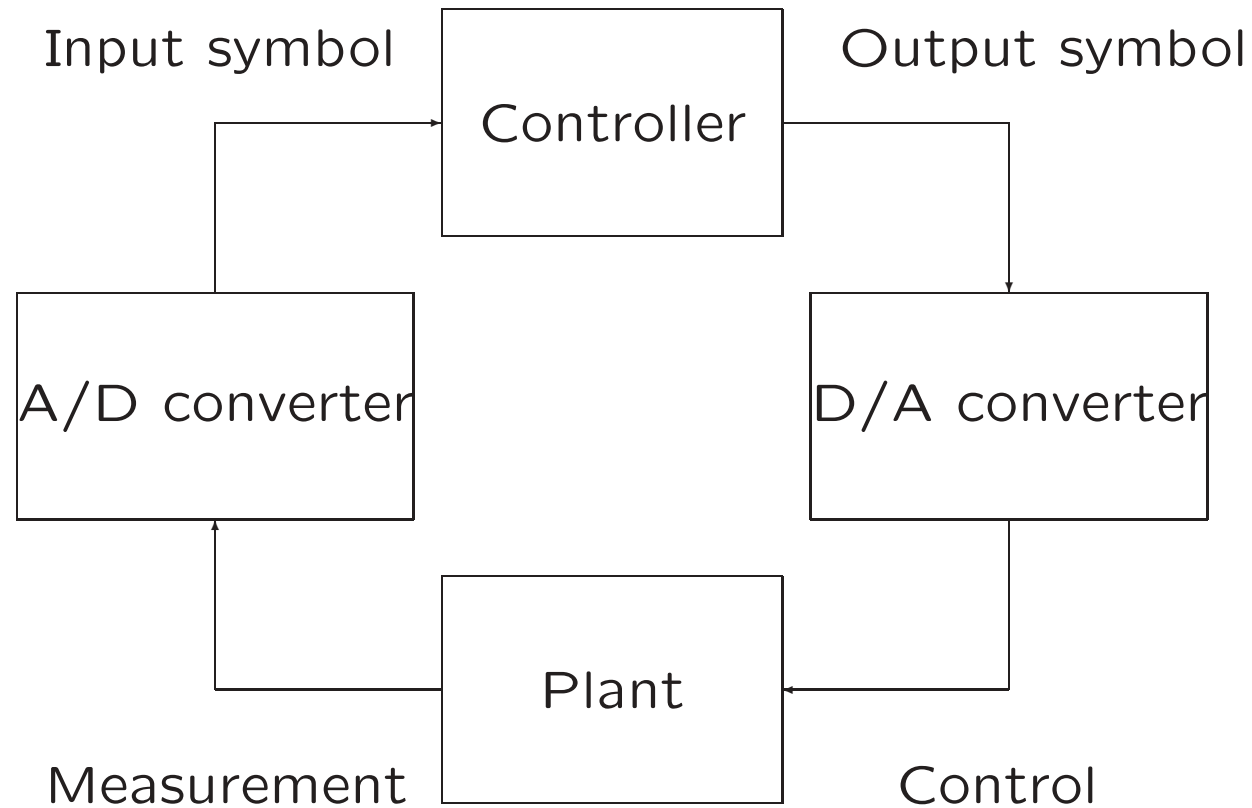 Input symbol
Output symbol
Controller
A/D converter
D/A converter
Plant
Measurement
Control